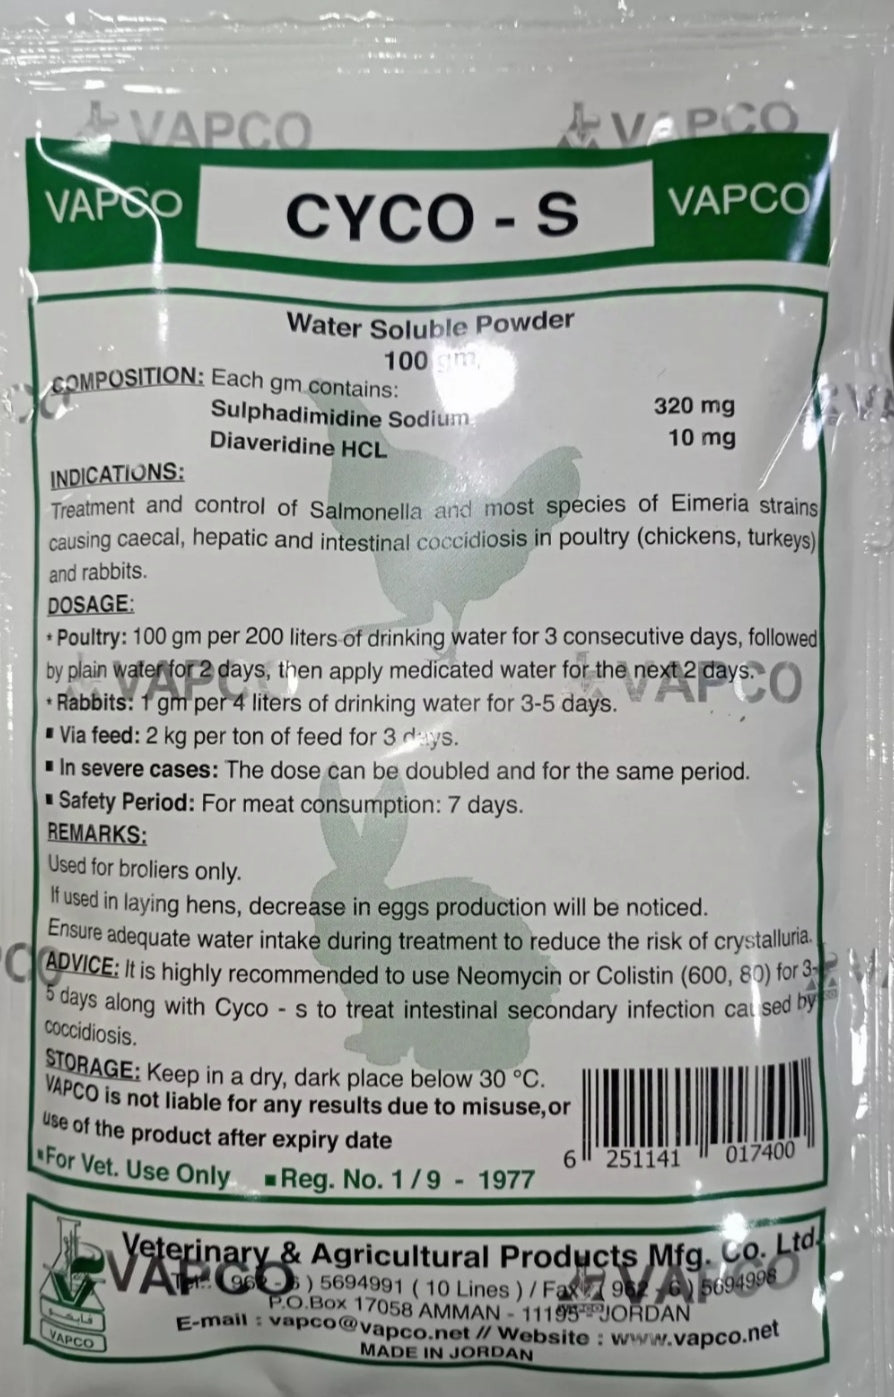 VAPCO VAPCO
VAPCO CYCO - S VAPCO
Water Soluble Powder
100 gm.
COMPOSITION: Each gm contains:
Sulphadimidine Sodium 320 mg
Diaveridine HCL 10 mg
INDICATIONS:
Treatment and control of Salmonella and most species of Eimeria strains
causing caecal, hepatic and intestinal coccidiosis in poultry (chickens, turkeys)
and rabbits.
DOSAGE:
* Poultry: 100 gm per 200 liters of drinking water for 3 consecutive days, followed
by plain water for 2 days, then apply medicated water for the next 2 days.
VAPCO VAPCO
* Rabbits: 1 gm per 4 liters of drinking water for 3-5 days.
▪ Via feed: 2 kg per ton of feed for 3 days.
▪ In severe cases: The dose can be doubled and for the same period.
▪ Safety Period: For meat consumption: 7 days.
REMARKS:
Used for broliers only.
If used in laying hens, decrease in eggs production will be noticed.
Ensure adequate water intake during treatment to reduce the risk of crystalluria.
ADVICE: It is highly recommended to use Neomycin or Colistin (600, 80) for 3-
5 days along with Cyco - s to treat intestinal secondary infection caused by
coccidiosis.
STORAGE: Keep in a dry, dark place below 30 °C.
VAPCO is not liable for any results due to misuse,or
use of the product after expiry date
6 251141 017400
▪For Vet. Use Only ▪Reg. No. 1 / 9 - 1977
Veterinary & Agricultural Products Mfg. Co. Ltd.
VAPCO VAPCO
Tel.: ( 962 - 6 ) 5694991 ( 10 Lines ) / Fax: ( 962 - 6 ) 5694998
P.O.Box 17058 AMMAN - 11195 - JORDAN
E-mail : vapco@vapco.net // Website : www.vapco.net
MADE IN JORDAN
فابكو
VAPCO